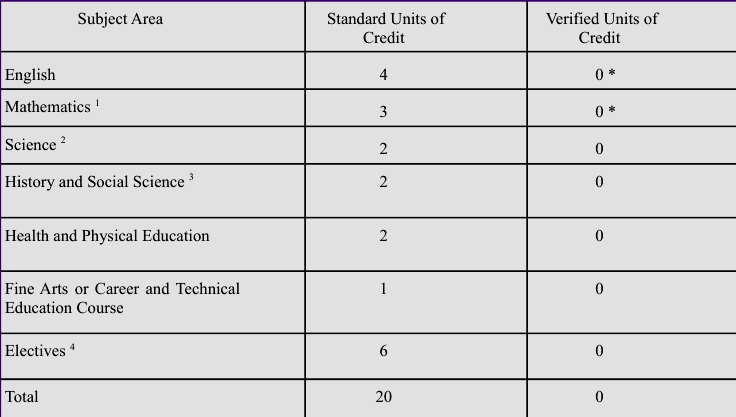 Subject Area Standard Units of Verified Units of
Credit Credit
English 4 0 *
Mathematics 1 3 0 *
Science 2 2 0
History and Social Science 3 2 0
Health and Physical Education 2 0
Fine Arts or Career and Technical 1 0
Education Course
Electives 4 6 0
Total 20 0